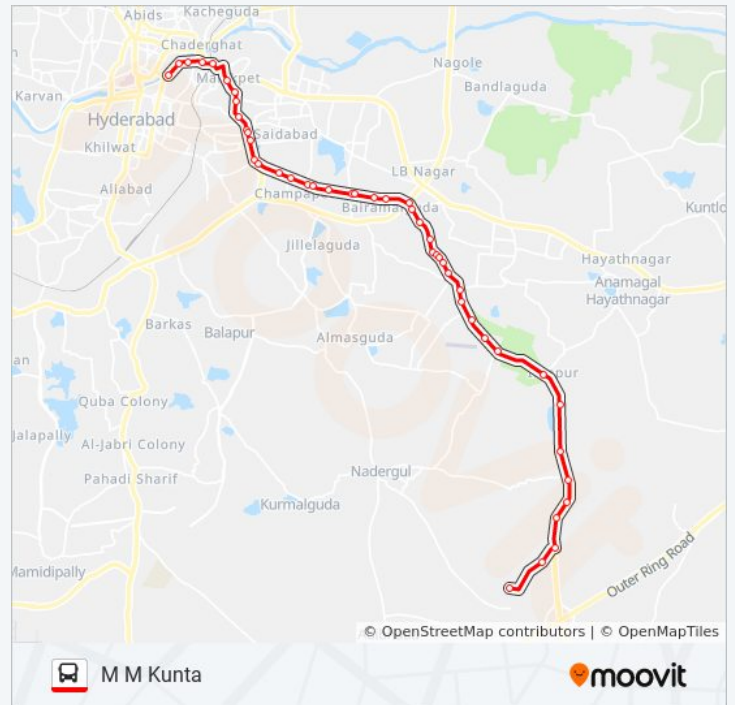 Abids
Kacheguda
Chaderghat
Nagole
Karvan
Bandlaguda
Hyderabad
Saidabad
Khilwat
LB Nagar
Aliabad
Kuntlo
Jillelaguda
Hayathnagar
Anamagal
Hayathnagar
Barkas
Balapur
Almasguda
Quba Colony
Jalapally
Al-Jabri Colony
Nadergul
Pahadi Sharif
Kurmalguda
Mamidipally
Outer Ring Road
© OpenStreetMap contributors | © OpenMapTiles
M M Kunta
moovit